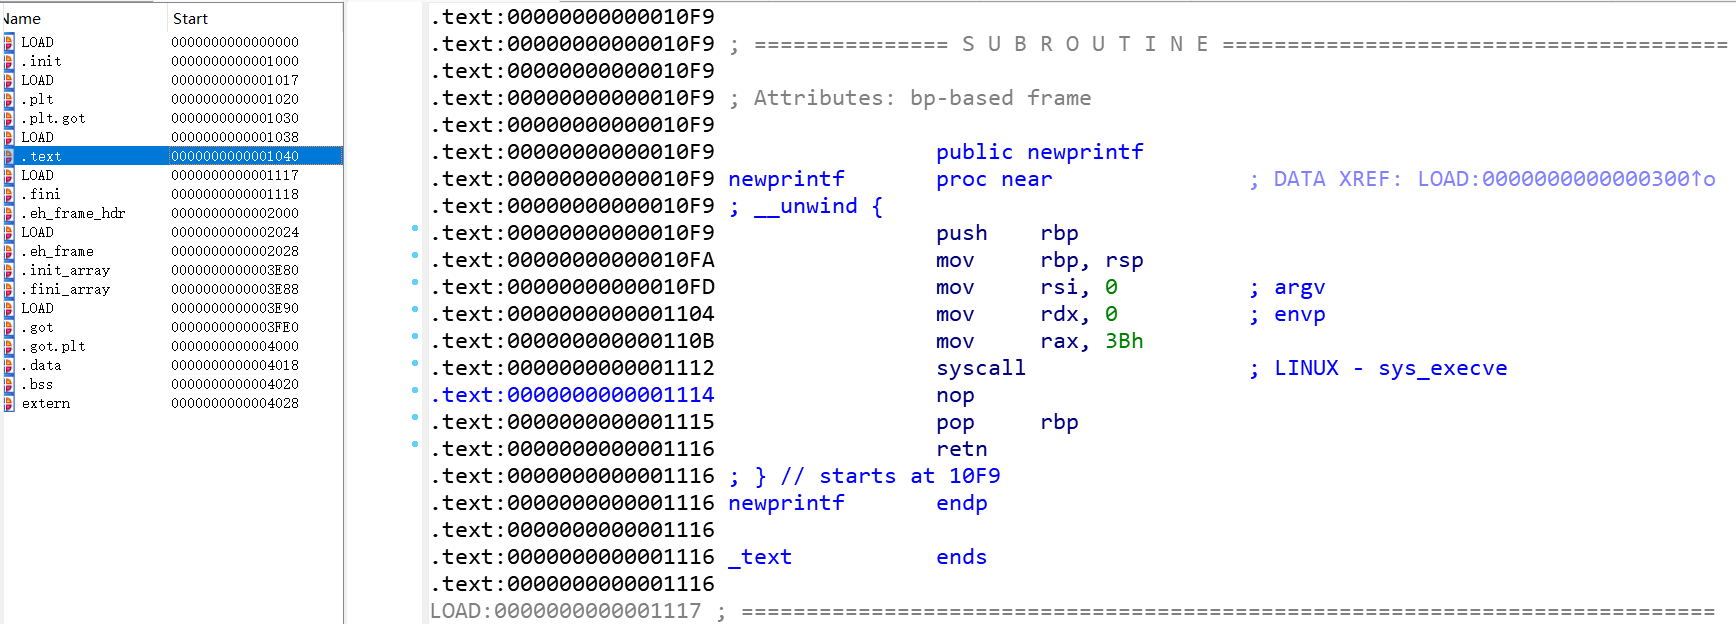 Name Start
LOAD 0000000000000000
.init 0000000000001000
LOAD 0000000000001017
.plt 0000000000001020
.plt.got 0000000000001030
LOAD 0000000000001038
.text 0000000000001040
LOAD 0000000000001117
.fini 0000000000001118
.eh_frame_hdr 0000000000002000
LOAD 0000000000002024
.eh_frame 0000000000002028
.init_array 0000000000003E80
.fini_array 0000000000003E88
LOAD 0000000000003E90
.got 0000000000003FE0
.got.plt 0000000000004000
.data 0000000000004018
.bss 0000000000004020
extern 0000000000004028
.text:00000000000010F9
.text:00000000000010F9 ; =============== S U B R O U T I N E =======================================
.text:00000000000010F9
.text:00000000000010F9 ; Attributes: bp-based frame
.text:00000000000010F9
.text:00000000000010F9 public newprintf
.text:00000000000010F9 newprintf proc near ; DATA XREF: LOAD:0000000000000300↑o
.text:00000000000010F9 ; __unwind {
.text:00000000000010F9 push rbp
.text:00000000000010FA mov rbp, rsp
.text:00000000000010FD mov rsi, 0 ; argv
.text:0000000000001104 mov rdx, 0 ; envp
.text:000000000000110B mov rax, 3Bh
.text:0000000000001112 syscall ; LINUX - sys_execve
.text:0000000000001114 nop
.text:0000000000001115 pop rbp
.text:0000000000001116 retn
.text:0000000000001116 ; } // starts at 10F9
.text:0000000000001116 newprintf endp
.text:0000000000001116
.text:0000000000001116 _text ends
.text:0000000000001116
LOAD:0000000000001117 ; ===========================================================================